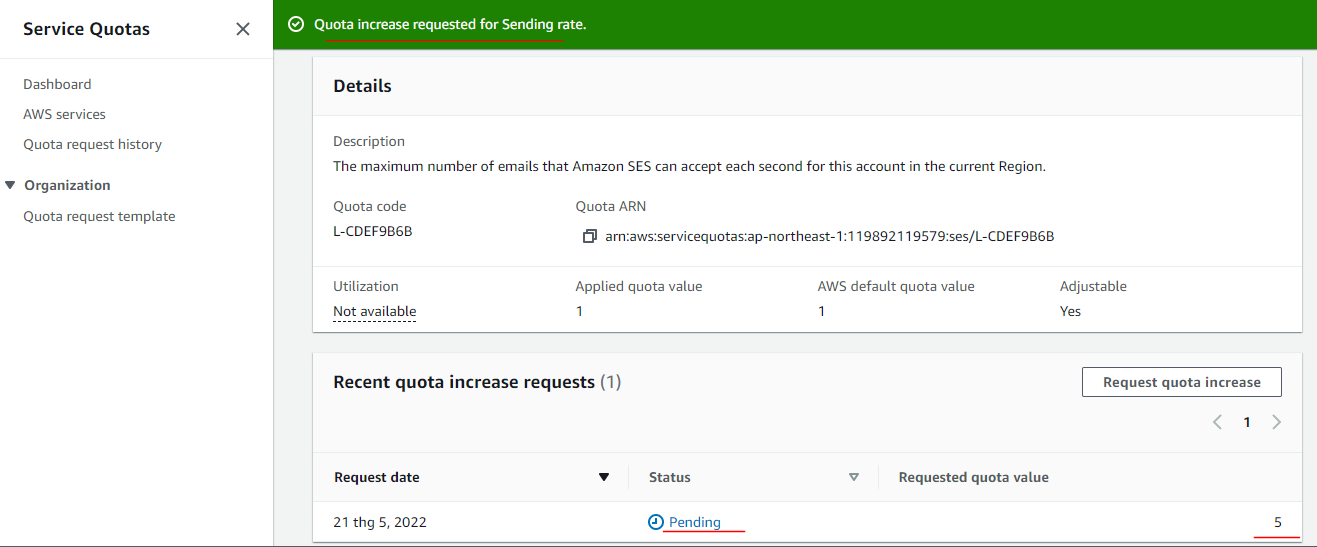 Service Quotas
Quota increase requested for Sending rate.
Dashboard
AWS services
Quota request history
Organization
Quota request template
Details
Description
The maximum number of emails that Amazon SES can accept each second for this account in the current Region.
Quota code
Quota ARN
L-CDEF9B6B
arn:aws:servicequotas:ap-northeast-1:119892119579:ses/L-CDEF9B6B
Utilization
Applied quota value
AWS default quota value
Adjustable
Not available
1
1
Yes
Recent quota increase requests (1)
Request quota increase
1
Request date
Status
Requested quota value
21 thg 5, 2022
Pending
5